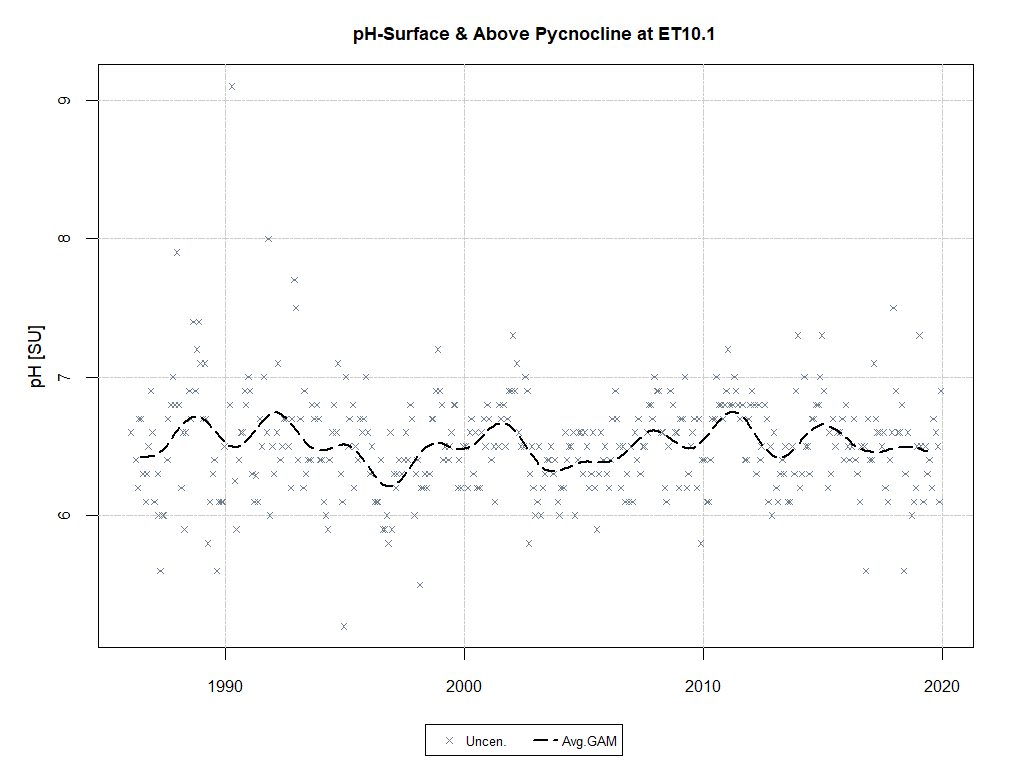 pH-Surface & Above Pycnocline at ET10.1
pH [SU]
9
8
7
6
1990 2000 2010 2020
Uncen. Avg.GAM